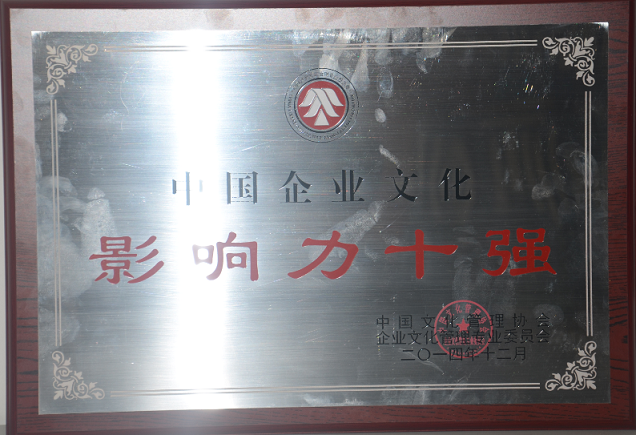 中国企业文化
影响力十强
中国文化管理协会
企业文化管理专业委员会
二〇一四年十二月